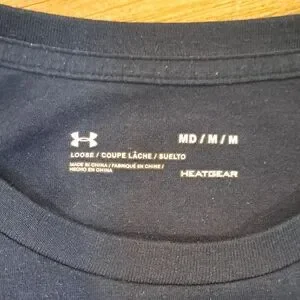 MD / M / M
LOOSE / COUPE LÂCHE / SUELTO
MADE IN CHINA / FABRIQUÉ EN CHINE /
HECHO EN CHINA
HEATGEAR